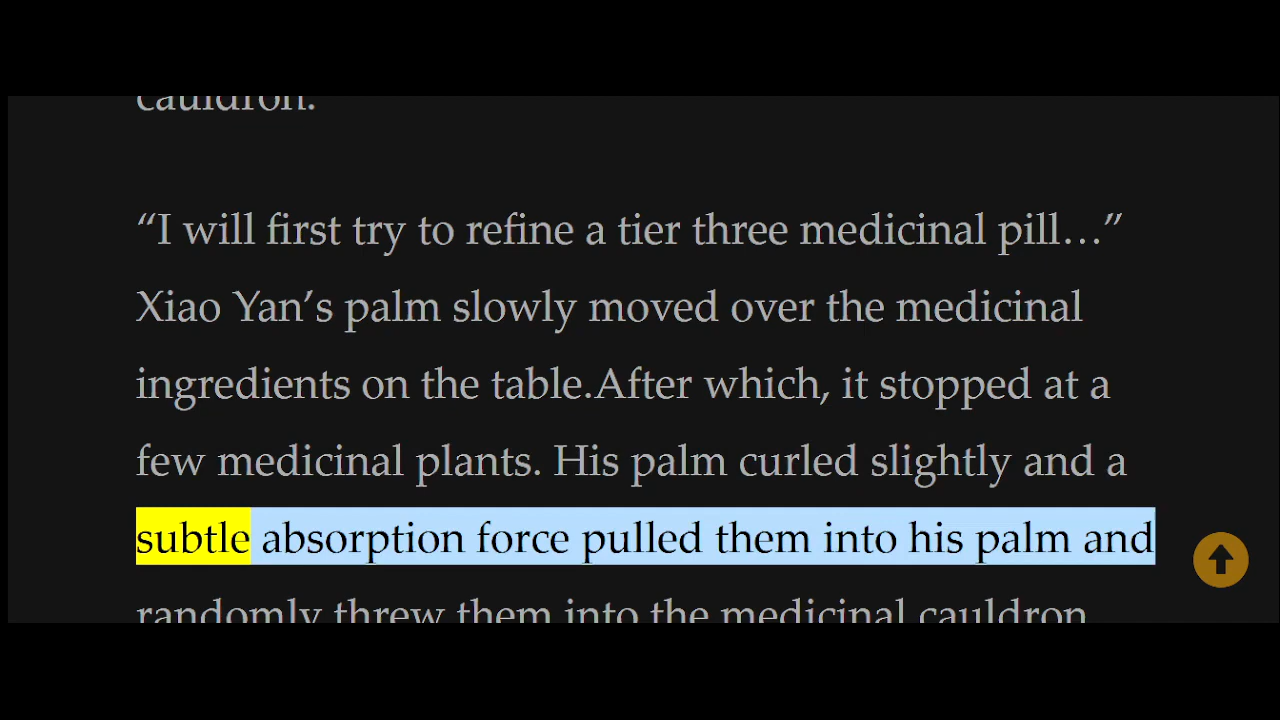 cauldron.
“I will first try to refine a tier three medicinal pill…”
Xiao Yan’s palm slowly moved over the medicinal
ingredients on the table.After which, it stopped at a
few medicinal plants. His palm curled slightly and a
subtle absorption force pulled them into his palm and
randomly threw them into the medicinal cauldron